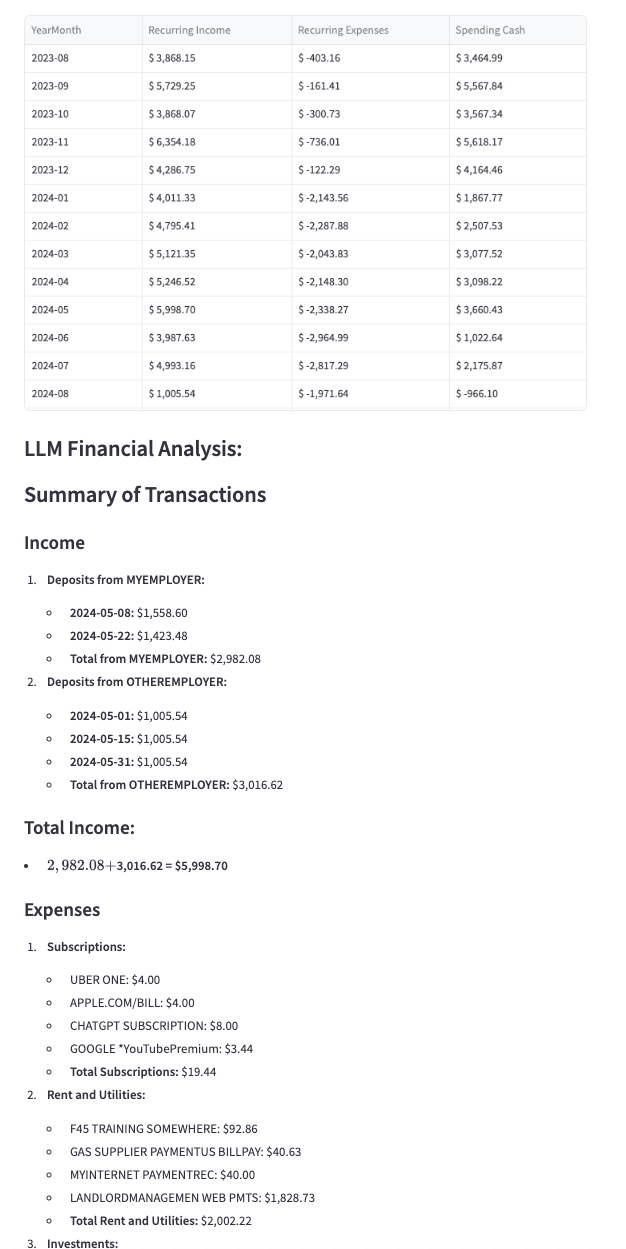 YearMonth Recurring Income Recurring Expenses Spending Cash
2023-08 $ 3,868.15 $ -403.16 $ 3,464.99
2023-09 $ 5,729.25 $ -161.41 $ 5,567.84
2023-10 $ 3,868.07 $ -300.73 $ 3,567.34
2023-11 $ 6,354.18 $ -736.01 $ 5,618.17
2023-12 $ 4,286.75 $ -122.29 $ 4,164.46
2024-01 $ 4,011.33 $ -2,143.56 $ 1,867.77
2024-02 $ 4,795.41 $ -2,287.88 $ 2,507.53
2024-03 $ 5,121.35 $ -2,043.83 $ 3,077.52
2024-04 $ 5,246.52 $ -2,148.30 $ 3,098.22
2024-05 $ 5,998.70 $ -2,338.27 $ 3,660.43
2024-06 $ 3,987.63 $ -2,964.99 $ 1,022.64
2024-07 $ 4,993.16 $ -2,817.29 $ 2,175.87
2024-08 $ 1,005.54 $ -1,971.64 $ -966.10
LLM Financial Analysis:
Summary of Transactions
Income
1. Deposits from MYEMPLOYER:
2024-05-08: $1,558.60
2024-05-22: $1,423.48
Total from MYEMPLOYER: $2,982.08
2. Deposits from OTHEREMPLOYER:
2024-05-01: $1,005.54
2024-05-15: $1,005.54
2024-05-31: $1,005.54
Total from OTHEREMPLOYER: $3,016.62
Total Income:
2,982.08+3,016.62 = $5,998.70
Expenses
1. Subscriptions:
UBER ONE: $4.00
APPLE.COM/BILL: $4.00
CHATGPT SUBSCRIPTION: $8.00
GOOGLE *YouTubePremium: $3.44
Total Subscriptions: $19.44
2. Rent and Utilities:
F45 TRAINING SOMEWHERE: $92.86
GAS SUPPLIER PAYMENTUS BILLPAY: $40.63
MYINTERNET PAYMENTREC: $40.00
LANDLORDMANAGEMEN WEB PMTS: $1,828.73
Total Rent and Utilities: $2,002.22
3. Investments: